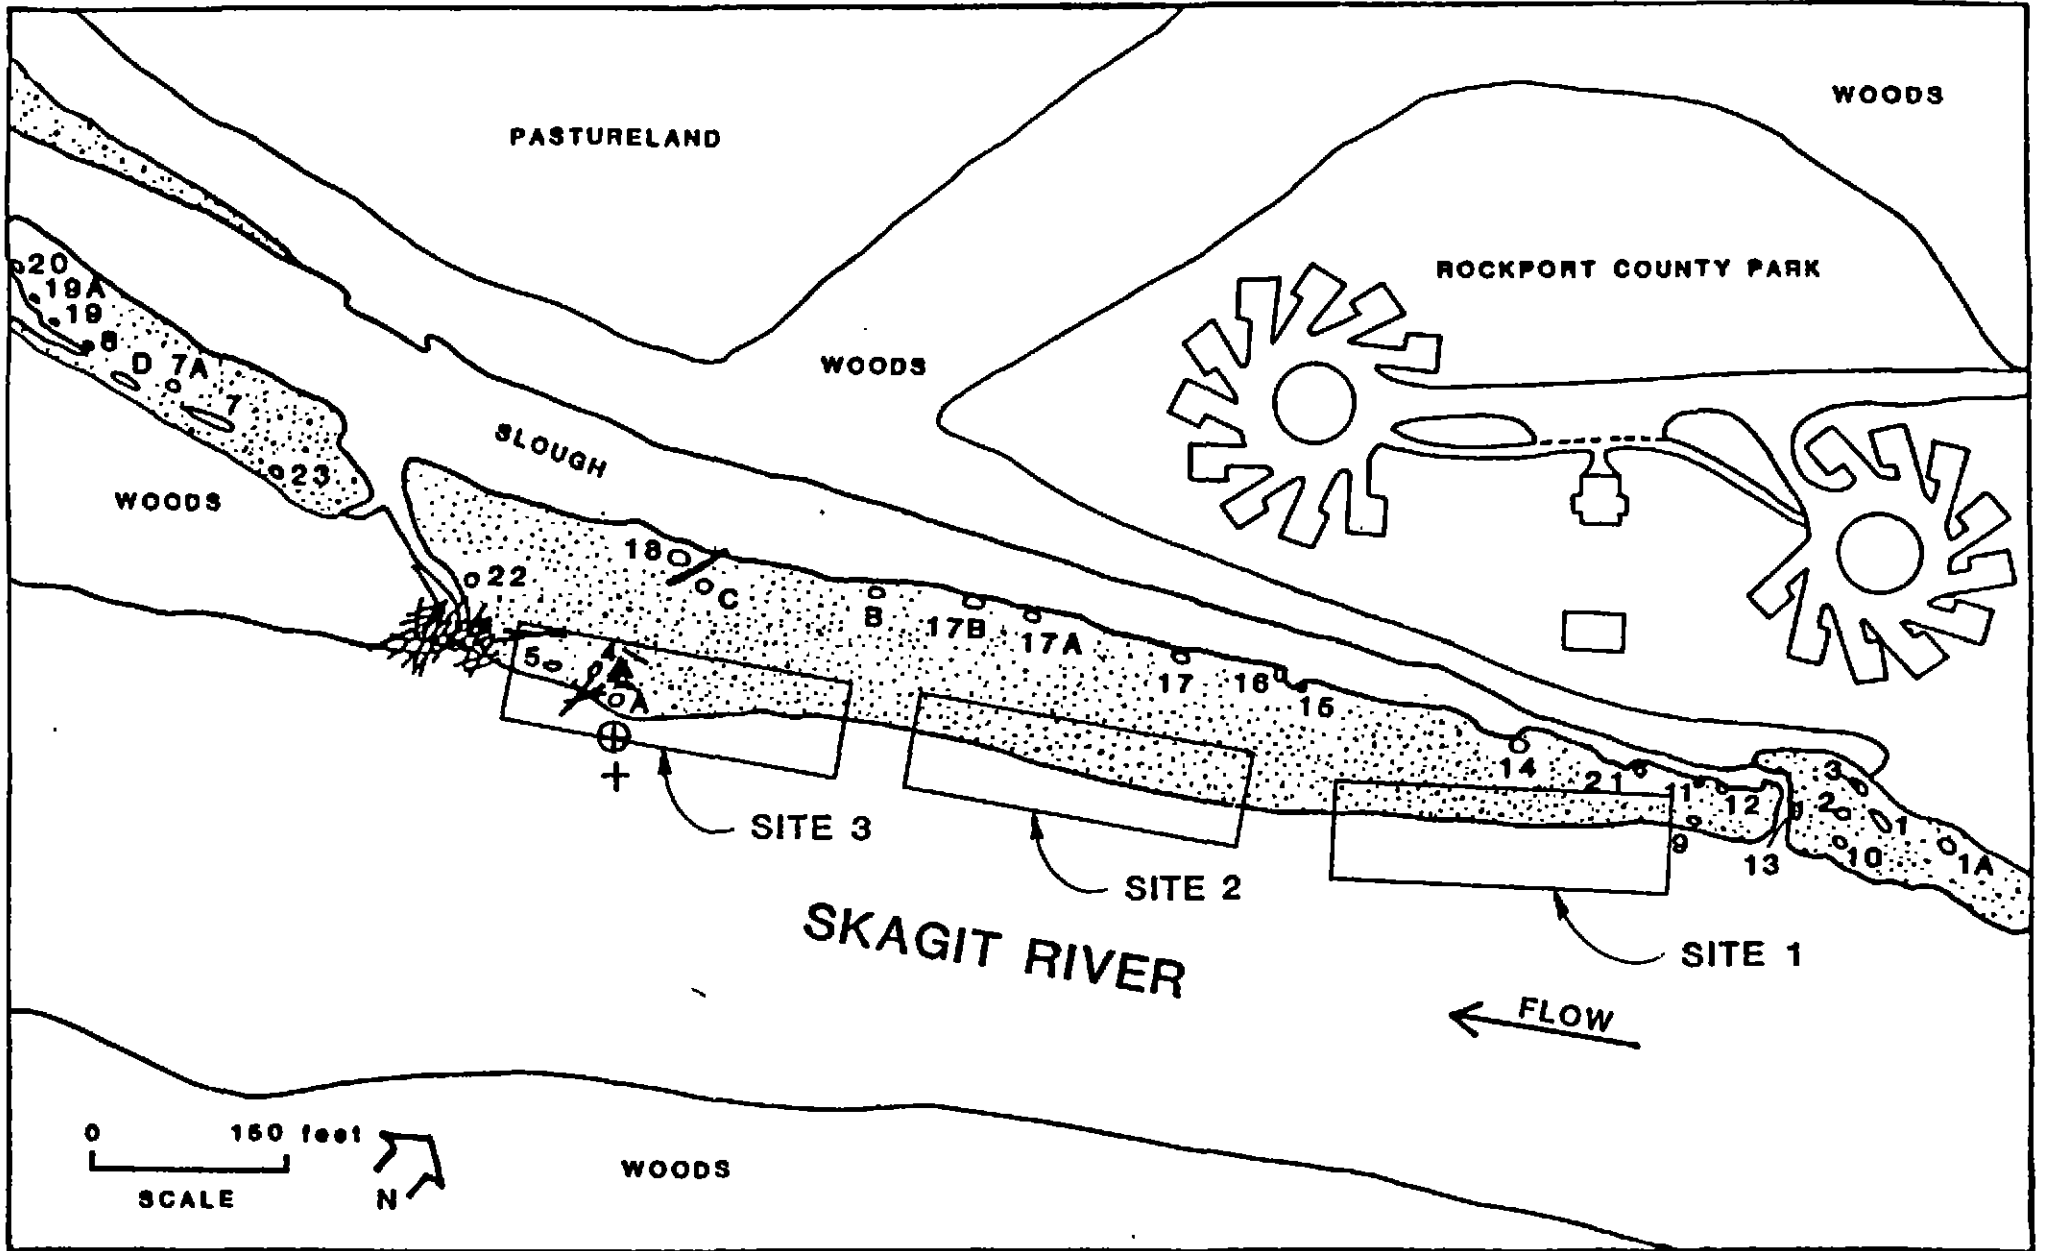 WOODS
PASTURELAND
ROCKPORT COUNTY PARK
20
19A
19
8
D 7A
7
WOODS
SLOUGH
23
WOODS
18
22
C
B
17B
17A
5
4
A
17
16
15
14
21
11
12
3
2
1
9
13
10
1A
SITE 3
SITE 2
SITE 1
SKAGIT RIVER
FLOW
0 150 feet
SCALE
N
WOODS